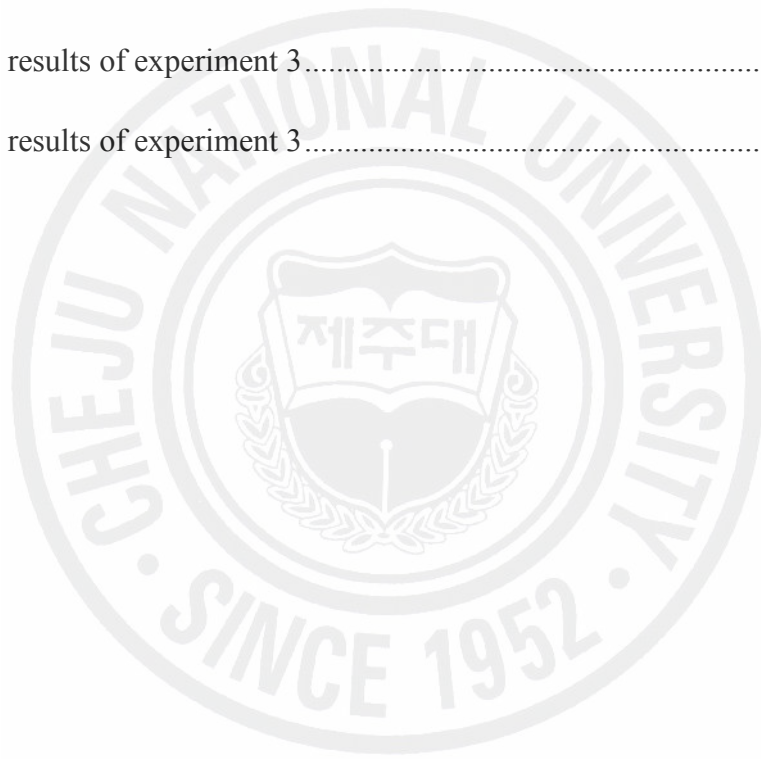 results of experiment 3......................................................................
results of experiment 3......................................................................
CHEJU NATIONAL UNIVERSITY
제주대
SINCE 1952